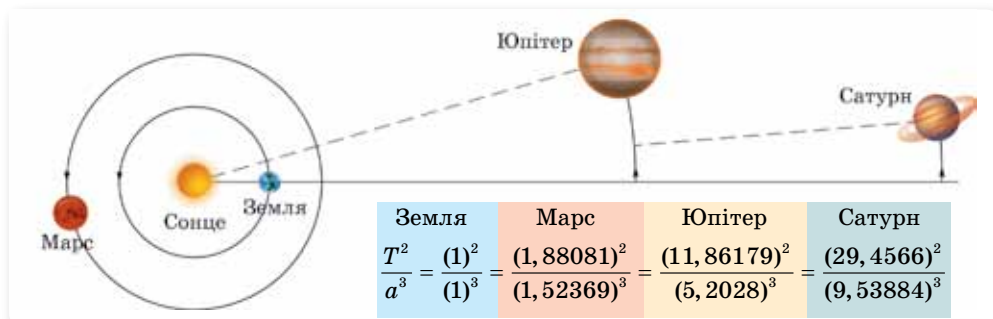 Юпітер
Сатурн
Марс
Сонце
Земля
Земля Марс Юпітер Сатурн
T²/a³ = (1)²/(1)³ = (1,88081)²/(1,52369)³ = (11,86179)²/(5,2028)³ = (29,4566)²/(9,53884)³